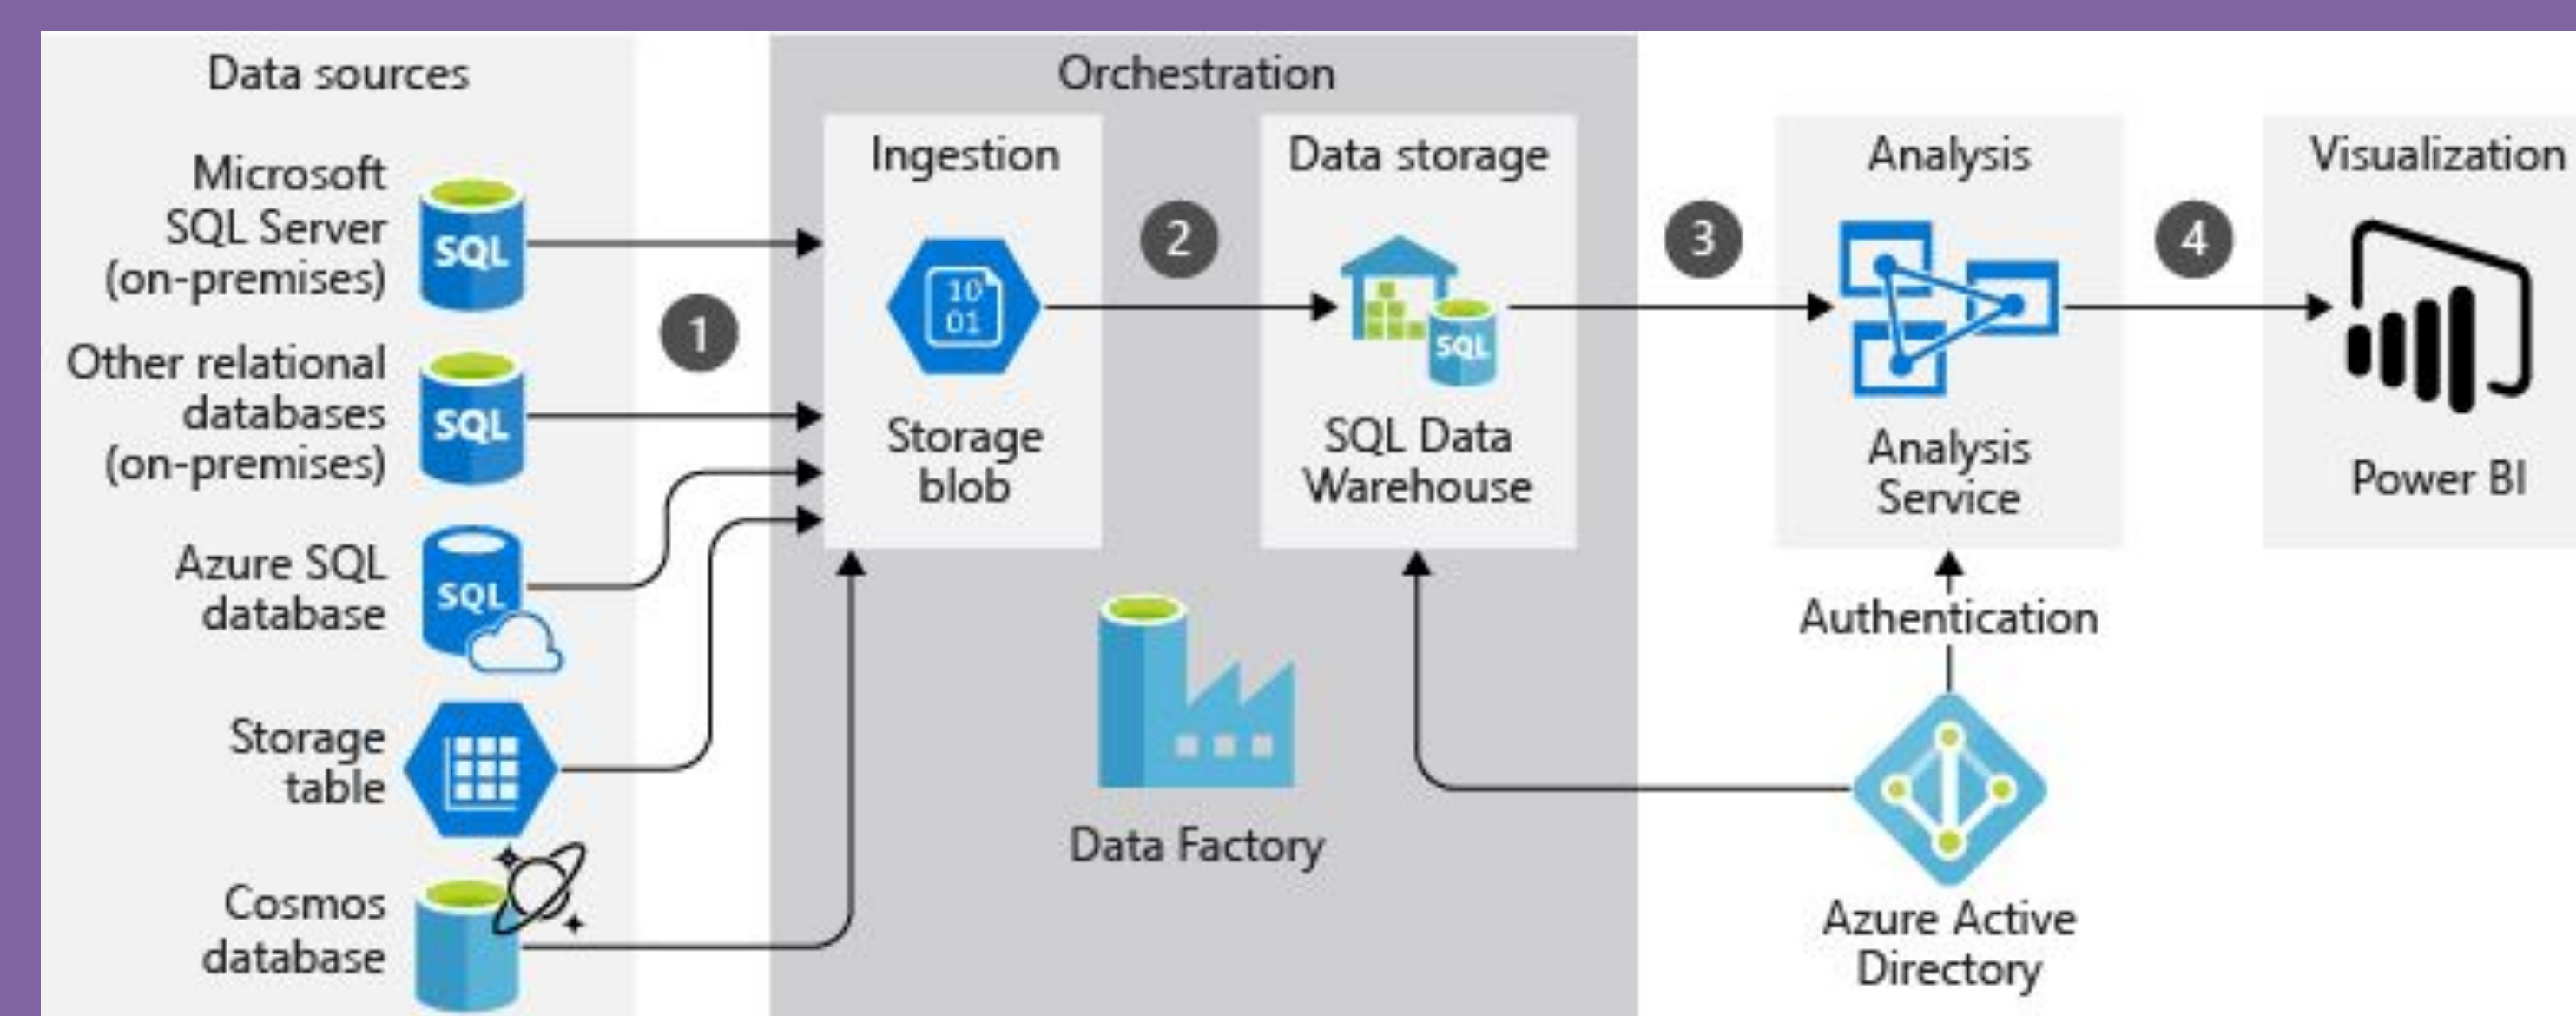 Data sources
Microsoft
SQL Server
(on-premises)
SQL
Other relational
databases
(on-premises)
SQL
Azure SQL
database
SQL
Storage
table
Cosmos
database
1
Orchestration
Ingestion
10
01
Storage
blob
2
Data storage
SQL
SQL Data
Warehouse
Data Factory
3
Analysis
Analysis
Service
Authentication
Azure Active
Directory
4
Visualization
Power BI